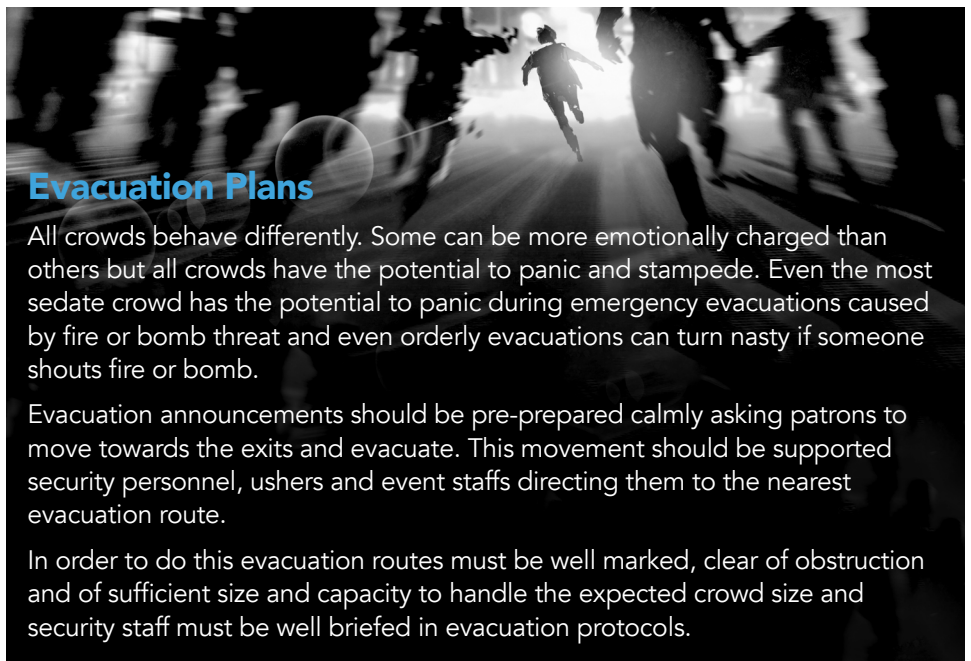 Evacuation Plans
All crowds behave differently. Some can be more emotionally charged than
others but all crowds have the potential to panic and stampede. Even the most
sedate crowd has the potential to panic during emergency evacuations caused
by fire or bomb threat and even orderly evacuations can turn nasty if someone
shouts fire or bomb.
Evacuation announcements should be pre-prepared calmly asking patrons to
move towards the exits and evacuate. This movement should be supported
security personnel, ushers and event staffs directing them to the nearest
evacuation route.
In order to do this evacuation routes must be well marked, clear of obstruction
and of sufficient size and capacity to handle the expected crowd size and
security staff must be well briefed in evacuation protocols.